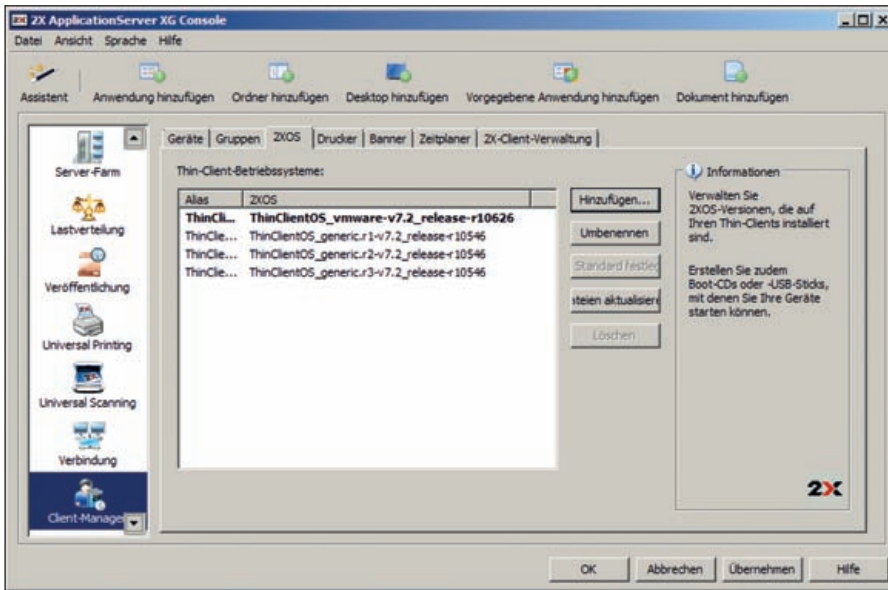 2X ApplicationServer XG Console
Datei Ansicht Sprache Hilfe
Assistent Anwendung hinzufügen Ordner hinzufügen Desktop hinzufügen Vorgegebene Anwendung hinzufügen Dokument hinzufügen
Server-Farm
Lastverteilung
Veröffentlichung
Universal Printing
Universal Scanning
Verbindung
Client-Manager
Geräte Gruppen 2XOS Drucker Banner Zeitplaner 2X-Client-Verwaltung
Thin-Client-Betriebssysteme:
Alias 2XOS
ThinCli... ThinClientOS_vmware-v7.2_release-r10626
ThinClie... ThinClientOS_generic.r1-v7.2_release-r10546
ThinClie... ThinClientOS_generic.r2-v7.2_release-r10546
ThinClie... ThinClientOS_generic.r3-v7.2_release-r10546
Hinzufügen...
Umbenennen
Standard festleg
teien aktualisiere
Löschen
Informationen
Verwalten Sie
2XOS-Versionen, die auf
Ihren Thin-Clients installiert
sind.
Erstellen Sie zudem
Boot-CDs oder -USB-Sticks,
mit denen Sie Ihre Geräte
starten können.
2X
OK Abbrechen Übernehmen Hilfe